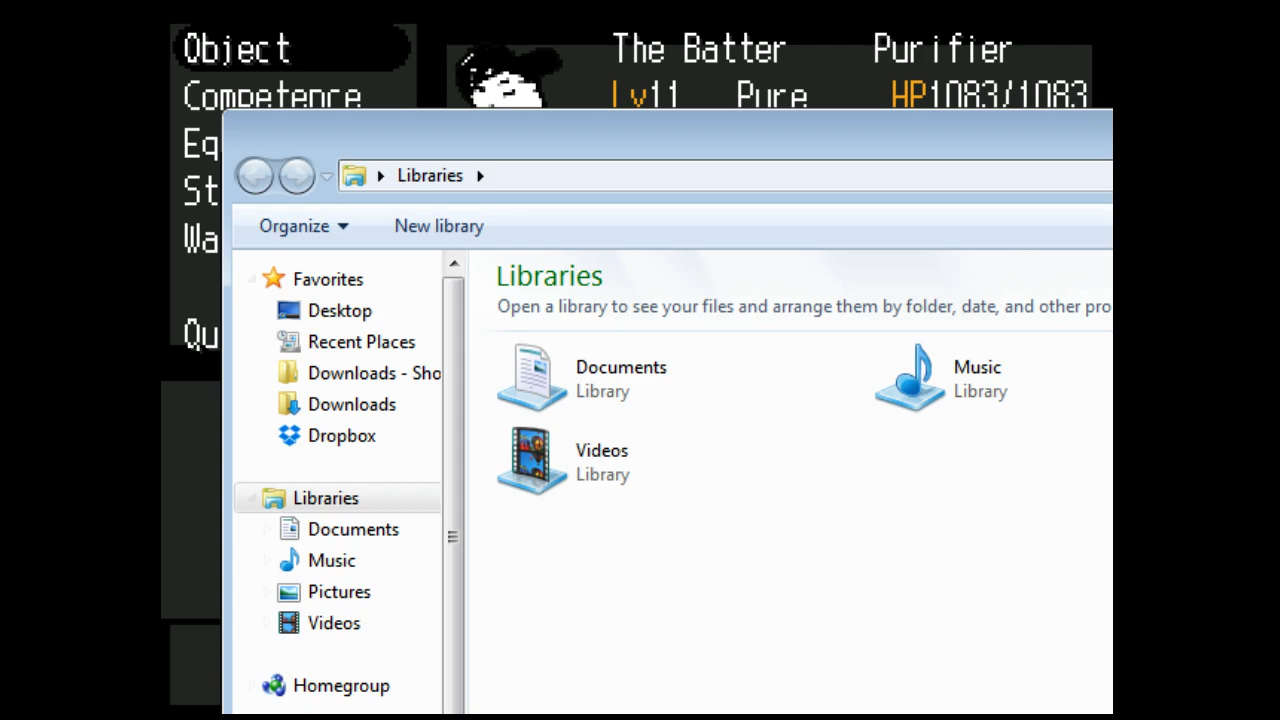 Object
The Batter Purifier
Competence
Lv11 Pure HP1083/1083
Eq
St
Wa
Qu
Libraries
Organize New library
Favorites
Desktop
Recent Places
Downloads - Sho
Downloads
Dropbox
Libraries
Documents
Music
Pictures
Videos
Homegroup
Libraries
Open a library to see your files and arrange them by folder, date, and other pro
Documents
Library
Music
Library
Videos
Library